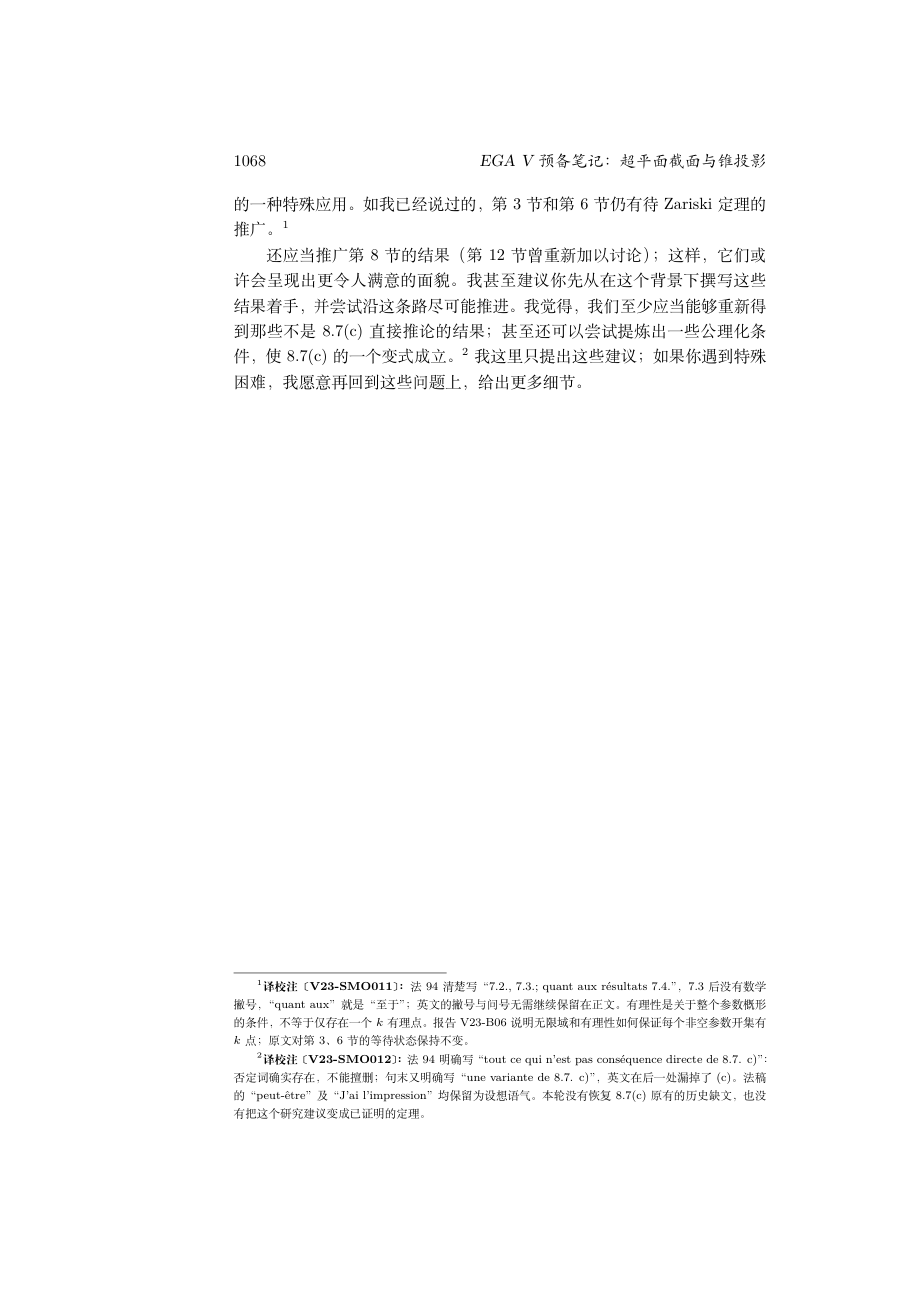 1068 EGA V 预备笔记：超平面截面与锥投影
的一种特殊应用。如我已经说过的，第 3 节和第 6 节仍有待 Zariski 定理的
推广。1
还应当推广第 8 节的结果（第 12 节曾重新加以讨论）；这样，它们或
许会呈现出更令人满意的面貌。我甚至建议你先从在这个背景下撰写这些
结果着手，并尝试沿这条路尽可能推进。我觉得，我们至少应当能够重新得
到那些不是 8.7(c) 直接推论的结果；甚至还可以尝试提炼出一些公理化条
件，使 8.7(c) 的一个变式成立。2 我这里只提出这些建议；如果你遇到特殊
困难，我愿意再回到这些问题上，给出更多细节。
1译校注〔V23-SMO011〕：法 94 清楚写 “7.2., 7.3.; quant aux résultats 7.4.”，7.3 后没有数学
撇号，“quant aux” 就是 “至于”；英文的撇号与问号无需继续保留在正文。有理性是关于整个参数概形
的条件，不等于仅存在一个 k 有理点。报告 V23-B06 说明无限域和有理性如何保证每个非空参数开集有
k 点；原文对第 3、6 节的等待状态保持不变。
2译校注〔V23-SMO012〕：法 94 明确写 “tout ce qui n’est pas conséquence directe de 8.7. c)”：
否定词确实存在，不能擅删；句末又明确写 “une variante de 8.7. c)”，英文在后一处漏掉了 (c)。法稿
的 “peut-être” 及 “J’ai l’impression” 均保留为设想语气。本轮没有恢复 8.7(c) 原有的历史缺文，也没
有把这个研究建议变成已证明的定理。